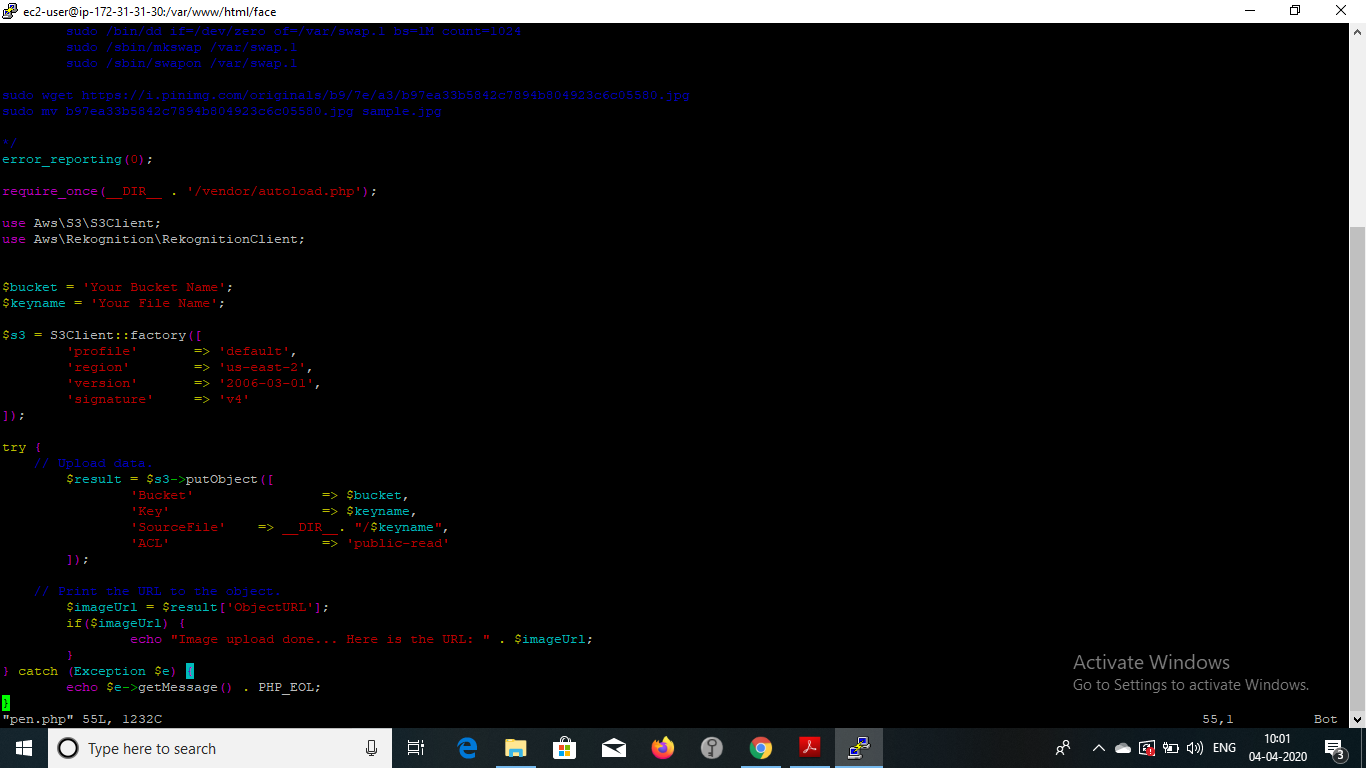 ec2-user@ip-172-31-31-30:/var/www/html/face
sudo /bin/dd if=/dev/zero of=/var/swap.1 bs=1M count=1024
sudo /sbin/mkswap /var/swap.1
sudo /sbin/swapon /var/swap.1
sudo wget https://i.pinimg.com/originals/b9/7e/a3/b97ea33b5842c7894b804923c6c05580.jpg
sudo mv b97ea33b5842c7894b804923c6c05580.jpg sample.jpg
*/
error_reporting(0);
require_once(__DIR__ . '/vendor/autoload.php');
use Aws\S3\S3Client;
use Aws\Rekognition\RekognitionClient;
$bucket = 'Your Bucket Name';
$keyname = 'Your File Name';
$s3 = S3Client::factory([
'profile' => 'default',
'region' => 'us-east-2',
'version' => '2006-03-01',
'signature' => 'v4'
]);
try {
// Upload data.
$result = $s3->putObject([
'Bucket' => $bucket,
'Key' => $keyname,
'SourceFile' => __DIR__. "/$keyname",
'ACL' => 'public-read'
]);
// Print the URL to the object.
$imageUrl = $result['ObjectURL'];
if($imageUrl) {
echo "Image upload done... Here is the URL: " . $imageUrl;
}
} catch (Exception $e) {
echo $e->getMessage() . PHP_EOL;
}
"pen.php" 55L, 1232C 55,1 Bot
Activate Windows
Go to Settings to activate Windows.
Type here to search
ENG
10:01
04-04-2020
3